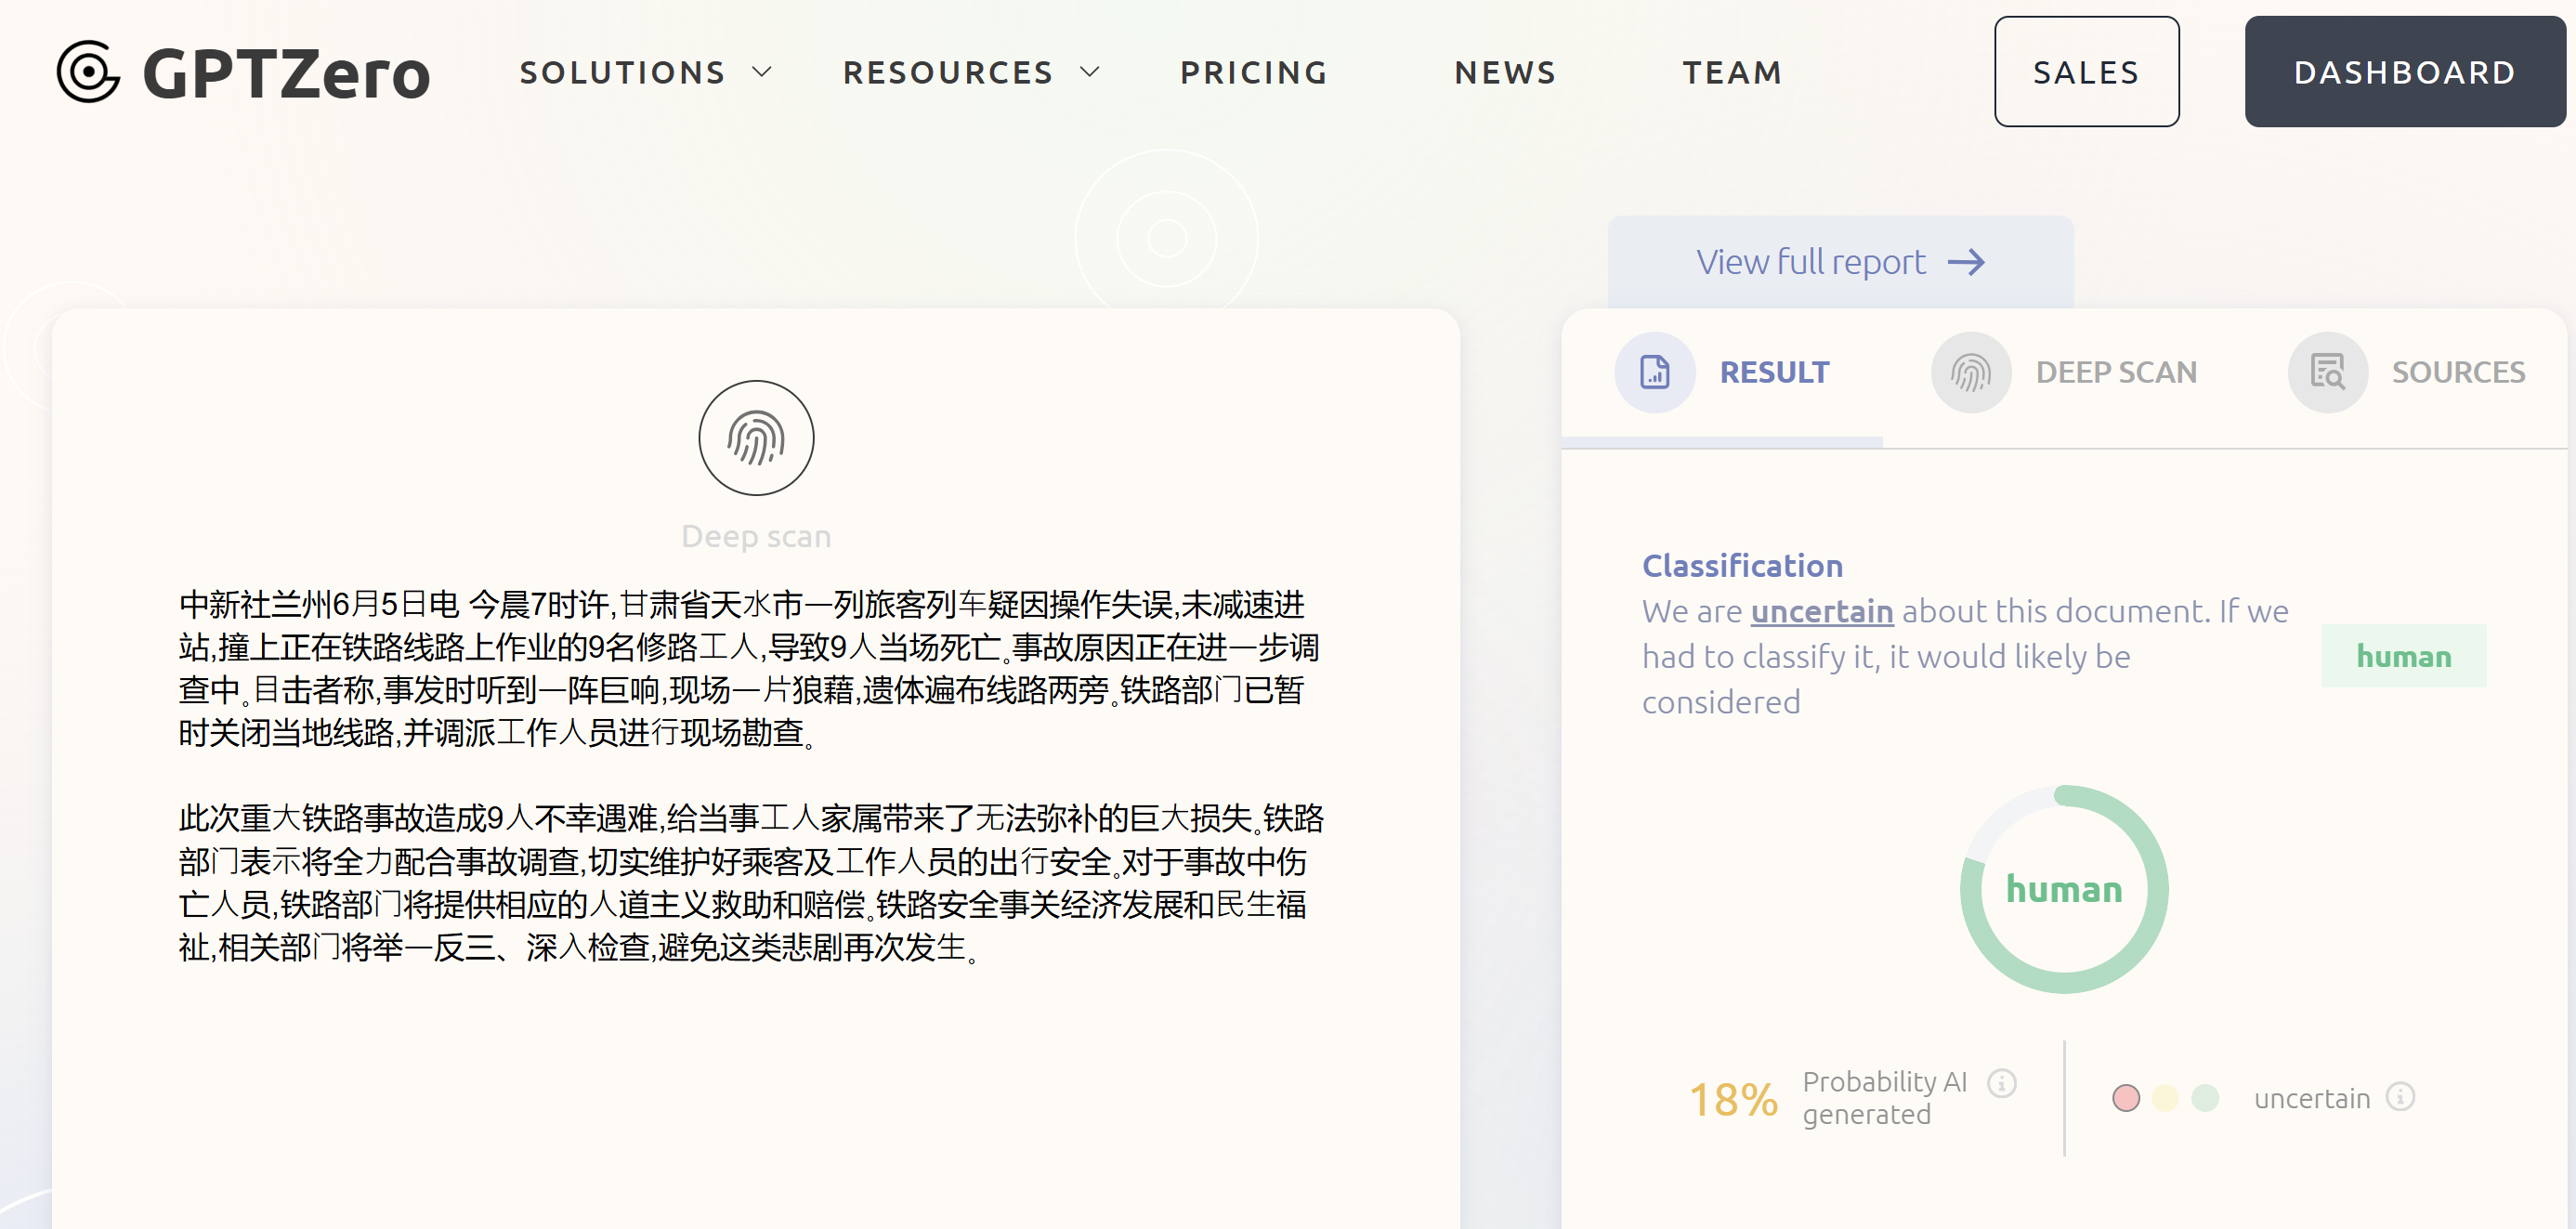 GPTZero
SOLUTIONS
RESOURCES
PRICING
NEWS
TEAM
SALES
DASHBOARD
View full report →
RESULT
DEEP SCAN
SOURCES
Deep scan
中新社兰州6月5日电 今晨7时许,甘肃省天水市一列旅客列车疑因操作失误,未减速进
站,撞上正在铁路线路上作业的9名修路工人,导致9人当场死亡。事故原因正在进一步调
查中。目击者称,事发时听到一阵巨响,现场一片狼藉,遗体遍布线路两旁。铁路部门已暂
时关闭当地线路,并调派工作人员进行现场勘查。
此次重大铁路事故造成9人不幸遇难,给当事工人家属带来了无法弥补的巨大损失。铁路
部门表示将全力配合事故调查,切实维护好乘客及工作人员的出行安全。对于事故中伤
亡人员,铁路部门将提供相应的人道主义救助和赔偿。铁路安全事关经济发展和民生福
祉,相关部门将举一反三、深入检查,避免这类悲剧再次发生。
Classification
We are uncertain about this document. If we
had to classify it, it would likely be
considered
human
human
18%
Probability AI
generated
uncertain